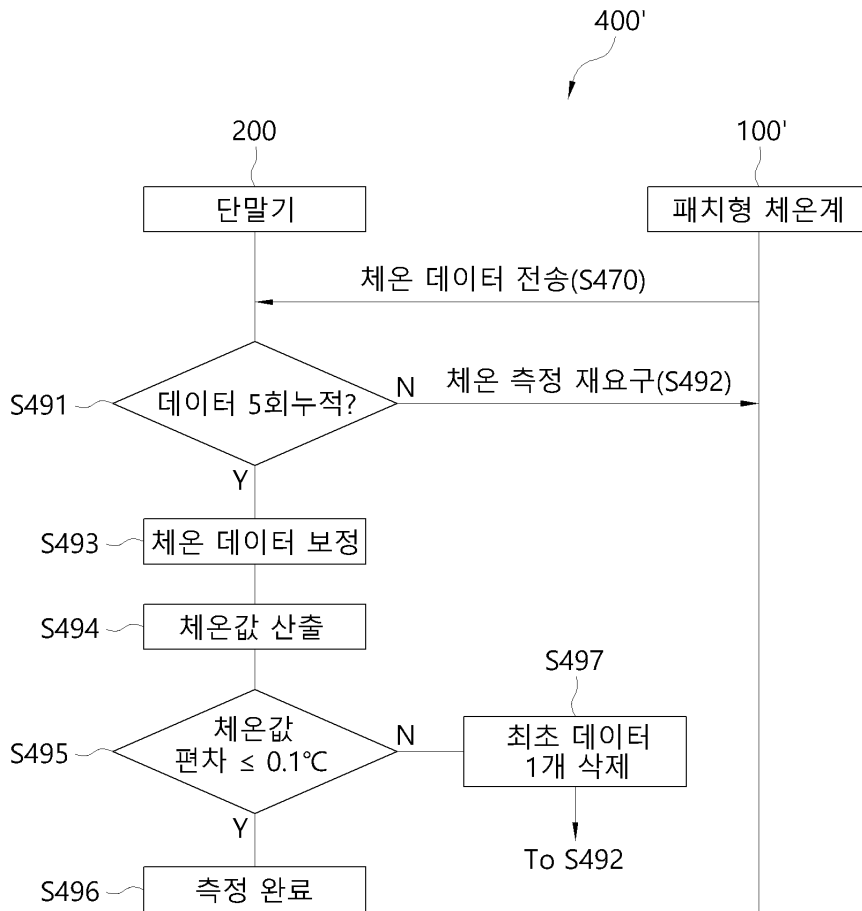 400'
200
100'
단말기
패치형 체온계
체온 데이터 전송(S470)
S491
데이터 5회누적?
N
체온 측정 재요구(S492)
Y
S493
체온 데이터 보정
S494
체온값 산출
S497
S495
체온값
편차 ≤ 0.1℃
N
최초 데이터
1개 삭제
Y
To S492
S496
측정 완료